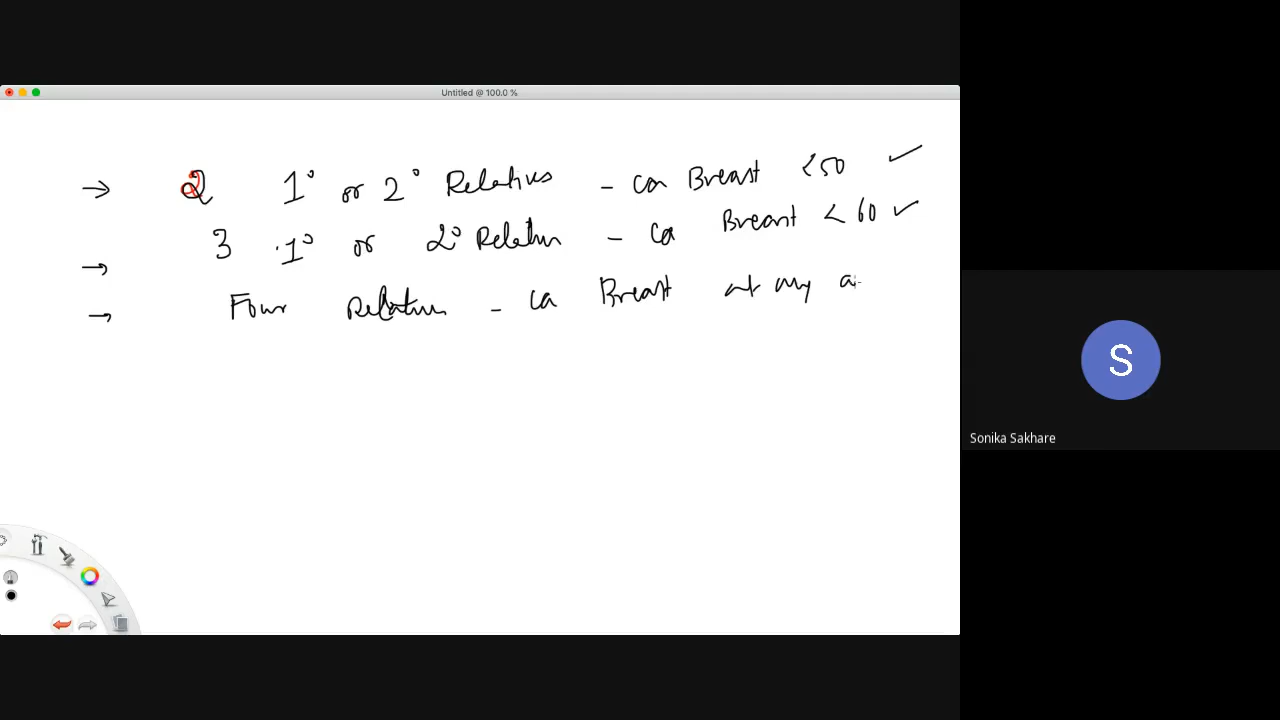 Untitled @ 100.0 %
→ 2 1° or 2° Relatives - Ca Breast <50 ✓
→ 3 1° or 2° Relatives - Ca Breast < 60 ✓
→ Four Relatives - Ca Breast at any a
S
Sonika Sakhare